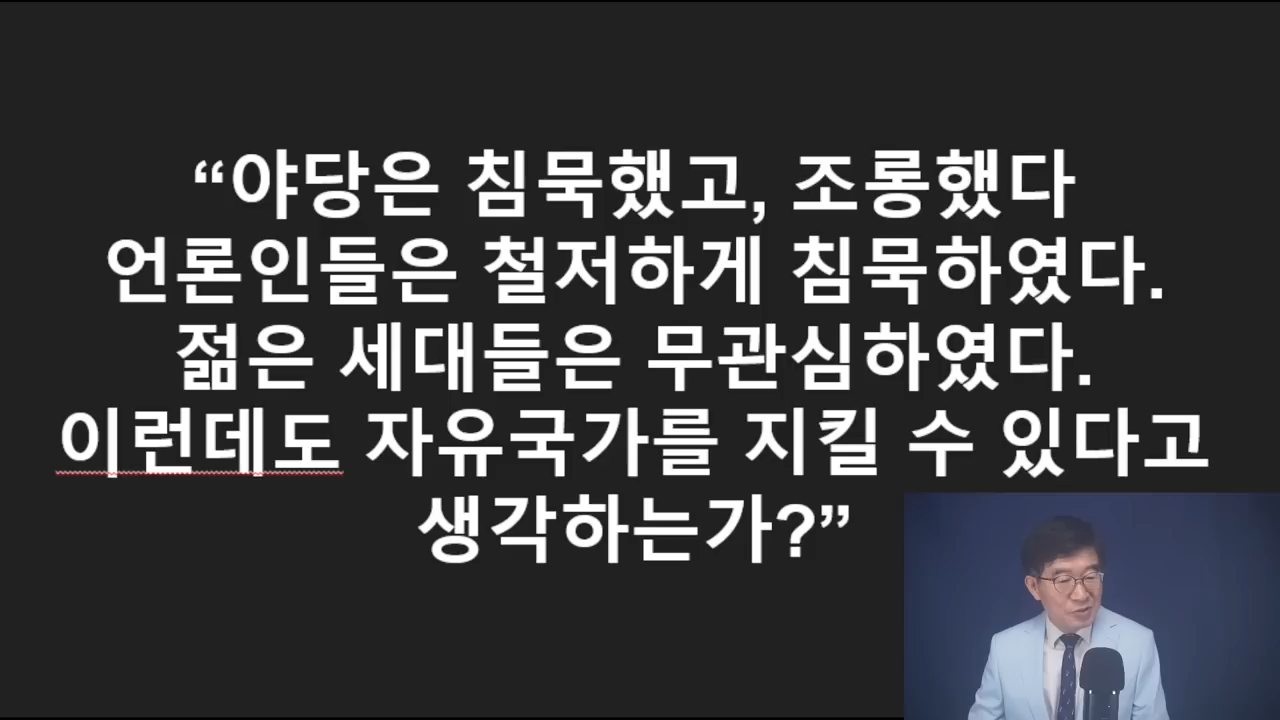 “야당은 침묵했고, 조롱했다
언론인들은 철저하게 침묵하였다.
젊은 세대들은 무관심하였다.
이런데도 자유국가를 지킬 수 있다고
생각하는가?”